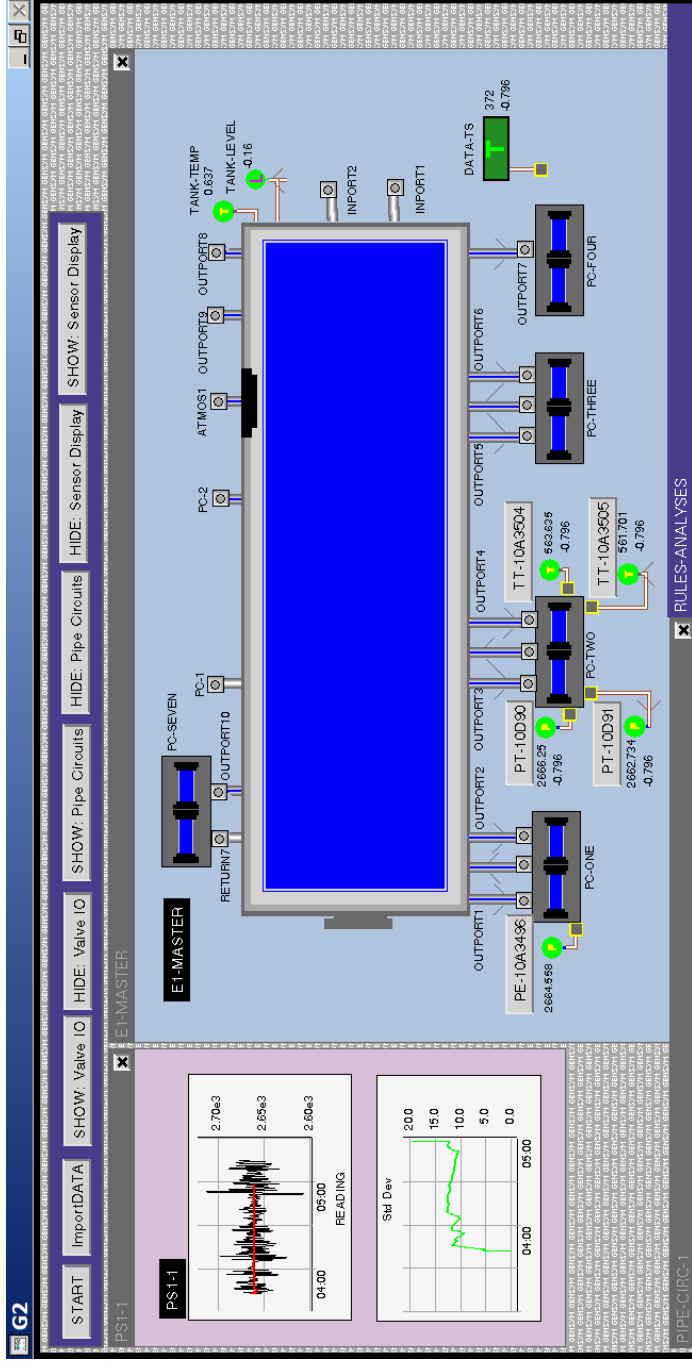 G2
START
ImportDATA
SHOW: Valve IO
HIDE: Valve IO
SHOW: Pipe Circuits
HIDE: Pipe Circuits
HIDE: Sensor Display
SHOW: Sensor Display
PS1-1
E1-MASTER
PS1-1
2.70e3
2.65e3
2.60e3
04:00
05:00
READING
Std Dev
20.0
15.0
10.0
5.0
0.0
04:00
05:00
E1-MASTER
PC-SEVEN
RETURN7
OUTPORT10
PC-1
PC-2
ATMOS1
OUTPORT9
OUTPORT8
TANK-TEMP
0.637
T
TANK-LEVEL
-0.16
L
INPORT2
INPORT1
OUTPORT1
OUTPORT2
OUTPORT3
OUTPORT4
OUTPORT5
OUTPORT6
OUTPORT7
DATA-TS
T
372
-0.796
PE-10A3496
P
2664.558
PC-ONE
PT-10D90
P
2666.25
-0.796
PT-10D91
P
2662.734
-0.796
PC-TWO
TT-10A3504
T
563.635
-0.796
TT-10A3505
T
561.701
-0.796
PC-THREE
PC-FOUR
PIPE-CIRC-1
RULES-ANALYSES
GENSYM